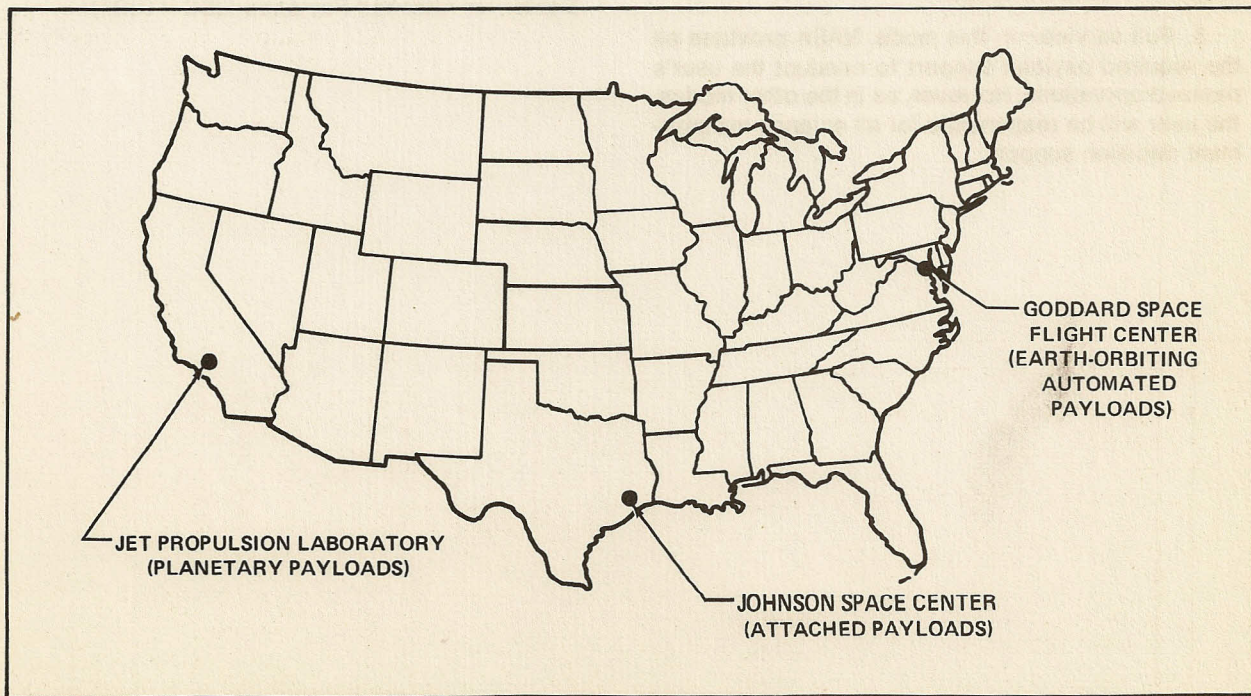 JET PROPULSION LABORATORY
(PLANETARY PAYLOADS)
JOHNSON SPACE CENTER
(ATTACHED PAYLOADS)
GODDARD SPACE
FLIGHT CENTER
(EARTH-ORBITING
AUTOMATED
PAYLOADS)